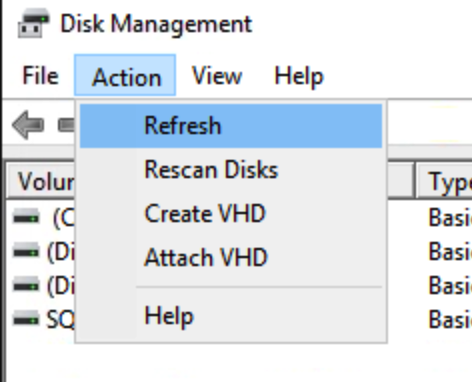 Disk Management
File Action View Help
Refresh
Rescan Disks
Create VHD
Attach VHD
Help
Volur Type
(C Basi
(Di Basi
(Di Basi
SQ Basi